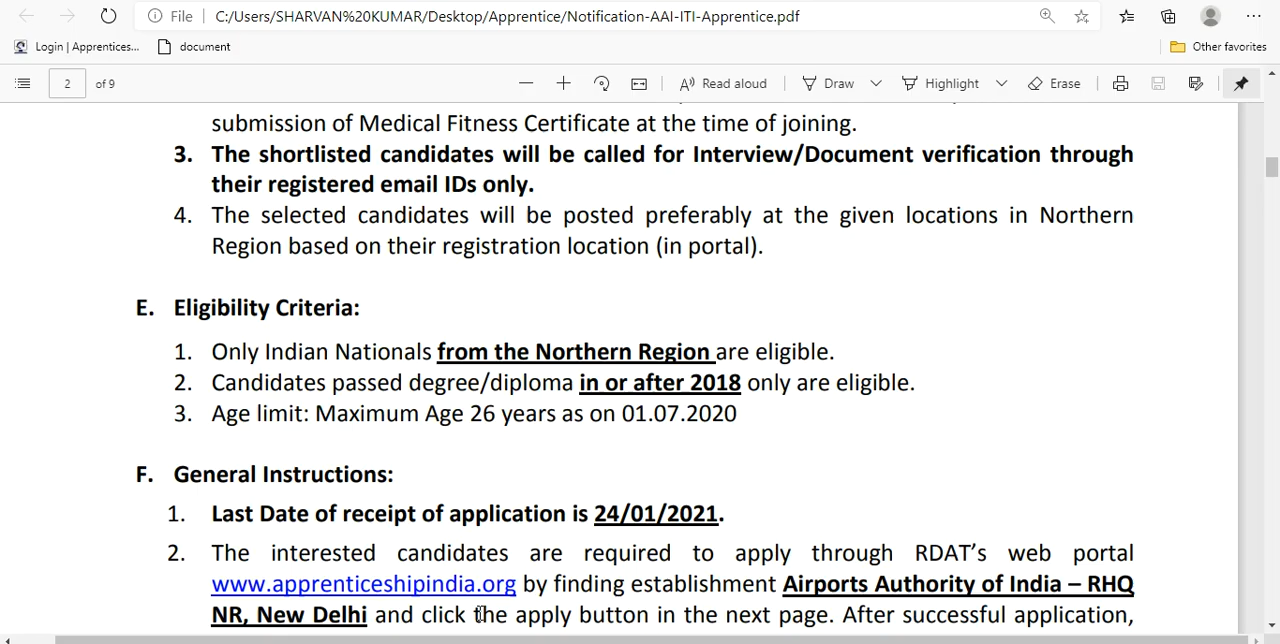 File
C:/Users/SHARVAN%20KUMAR/Desktop/Apprentice/Notification-AAI-ITI-Apprentice.pdf
Login | Apprentices...
document
Other favorites
2 of 9
Read aloud
Draw
Highlight
Erase
submission of Medical Fitness Certificate at the time of joining.
3. The shortlisted candidates will be called for Interview/Document verification through
their registered email IDs only.
4. The selected candidates will be posted preferably at the given locations in Northern
Region based on their registration location (in portal).
E. Eligibility Criteria:
1. Only Indian Nationals from the Northern Region are eligible.
2. Candidates passed degree/diploma in or after 2018 only are eligible.
3. Age limit: Maximum Age 26 years as on 01.07.2020
F. General Instructions:
1. Last Date of receipt of application is 24/01/2021.
2. The interested candidates are required to apply through RDAT’s web portal
www.apprenticeshipindia.org by finding establishment Airports Authority of India – RHQ
NR, New Delhi and click the apply button in the next page. After successful application,